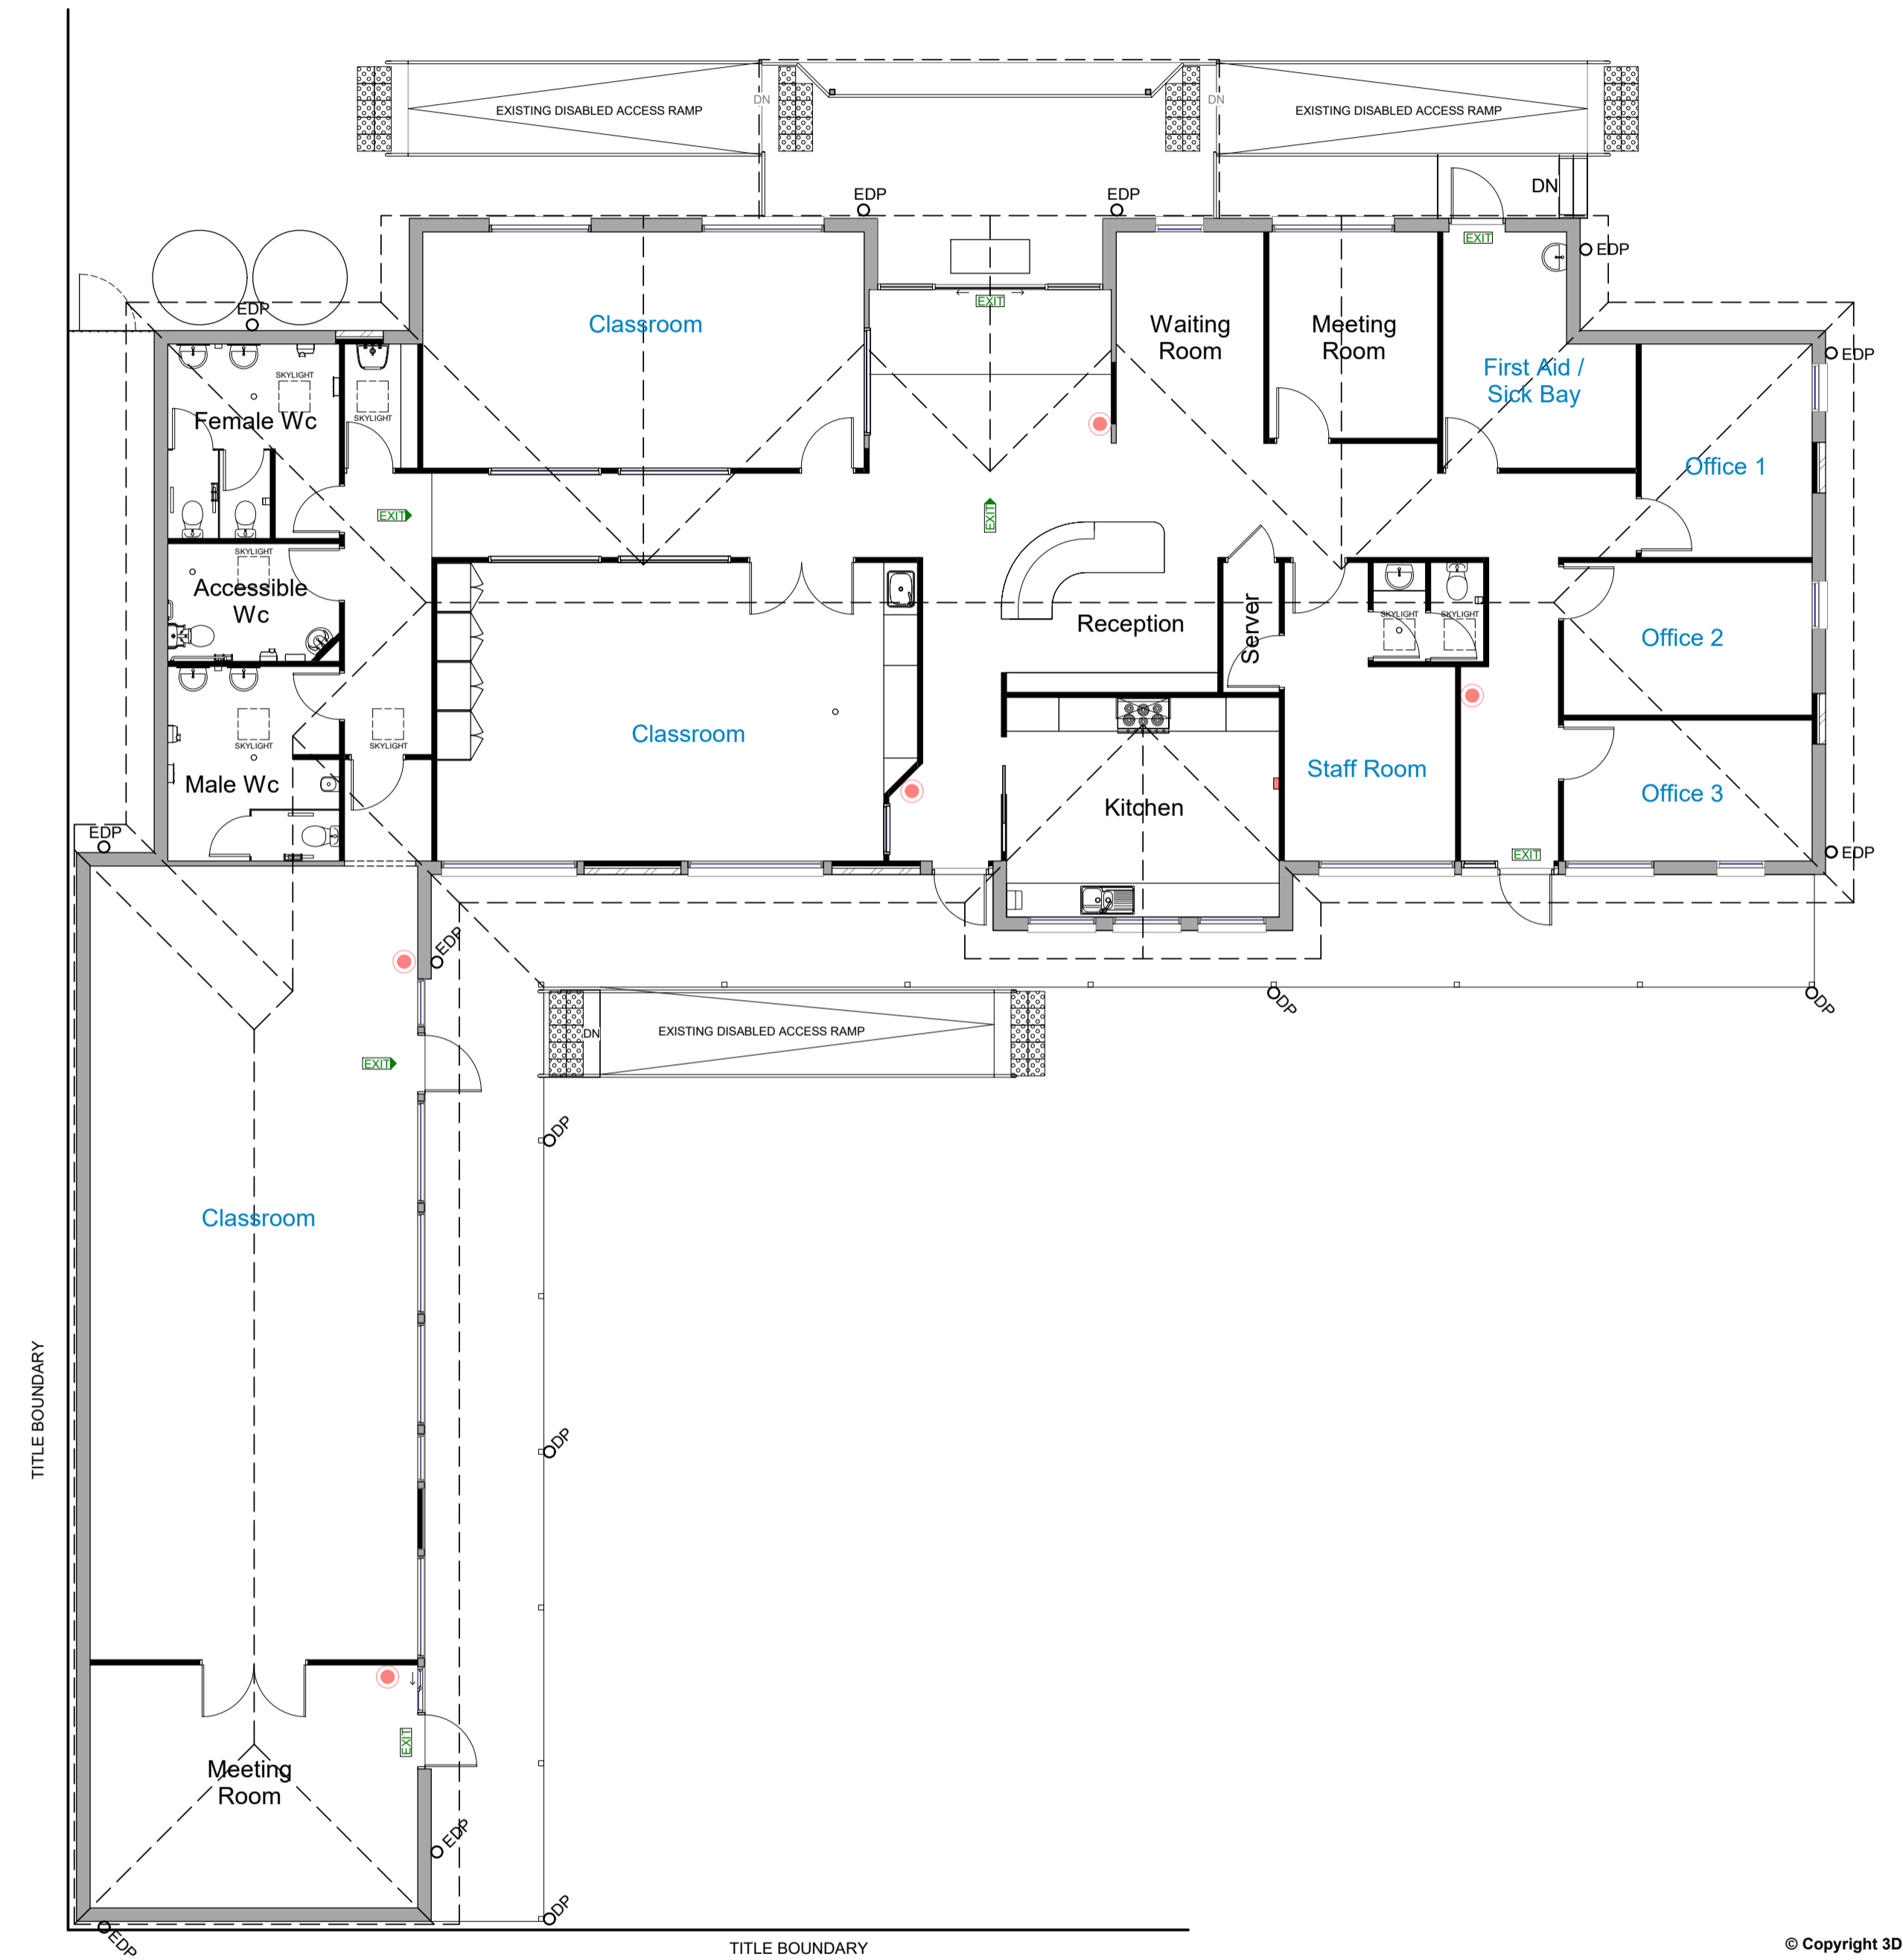 EXISTING DISABLED ACCESS RAMP
DN
DN
EXISTING DISABLED ACCESS RAMP
DN
EDP
EDP
EXIT
EDP
EDP
EXIT
Classroom
Waiting
Room
Meeting
Room
First Aid /
Sick Bay
EDP
SKYLIGHT
Female Wc
SKYLIGHT
Office 1
EXIT
EXIT
SKYLIGHT
Accessible
Wc
Reception
Server
SKYLIGHT
SKYLIGHT
Office 2
SKYLIGHT
SKYLIGHT
Classroom
Male Wc
Kitchen
Staff Room
Office 3
EDP
EXIT
EDP
EDP
DN
EXISTING DISABLED ACCESS RAMP
DP
DP
EXIT
DP
Classroom
TITLE BOUNDARY
DP
EXIT
Meeting
Room
EDP
DP
EDP
TITLE BOUNDARY
© Copyright 3D